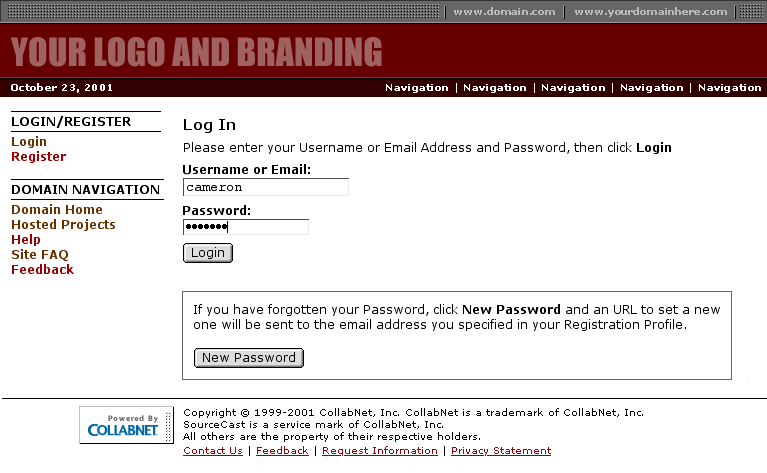 www.domain.com | www.yourdomainhere.com
YOUR LOGO AND BRANDING
October 23, 2001
Navigation | Navigation | Navigation | Navigation | Navigation
LOGIN/REGISTER
Login
Register
DOMAIN NAVIGATION
Domain Home
Hosted Projects
Help
Site FAQ
Feedback
Log In
Please enter your Username or Email Address and Password, then click Login
Username or Email:
cameron
Password:
•••••••
Login
If you have forgotten your Password, click New Password and an URL to set a new
one will be sent to the email address you specified in your Registration Profile.
New Password
Powered By
COLLABNET
Copyright © 1999-2001 CollabNet, Inc. CollabNet is a trademark of CollabNet, Inc.
SourceCast is a service mark of CollabNet, Inc.
All others are the property of their respective holders.
Contact Us | Feedback | Request Information | Privacy Statement